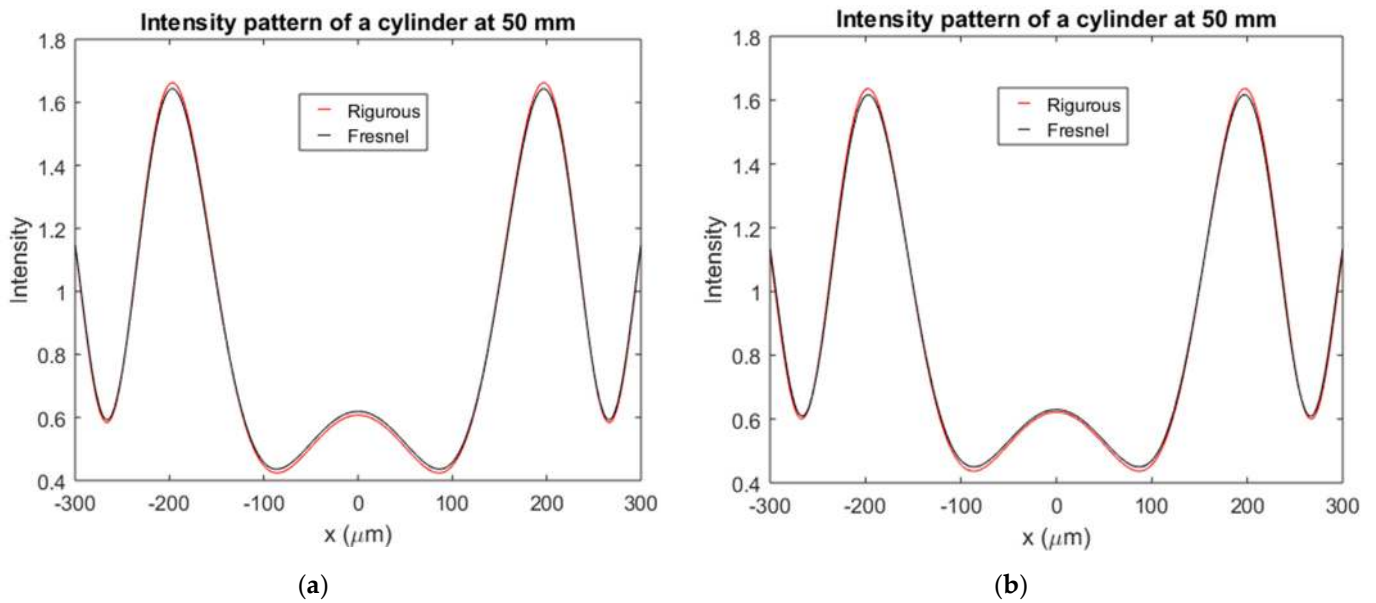 Intensity pattern of a cylinder at 50 mm
1.8
1.6
1.4
1.2
1
0.8
0.6
0.4
Intensity
Rigurous
Fresnel
-300 -200 -100 0 100 200 300
x (μm)
(a)
Intensity pattern of a cylinder at 50 mm
1.8
1.6
1.4
1.2
1
0.8
0.6
0.4
Intensity
Rigurous
Fresnel
-300 -200 -100 0 100 200 300
x (μm)
(b)